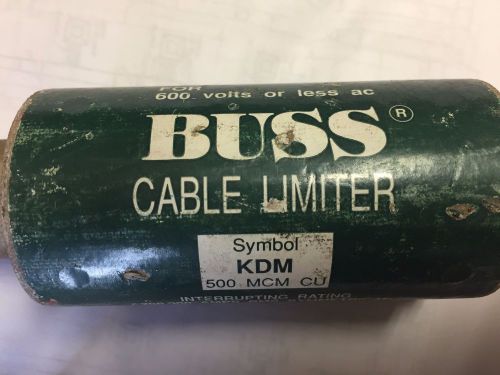 FOR
600 volts or less ac
BUSS®
CABLE LIMITER
Symbol
KDM
500 MCM CU
INTERRUPTING RATING